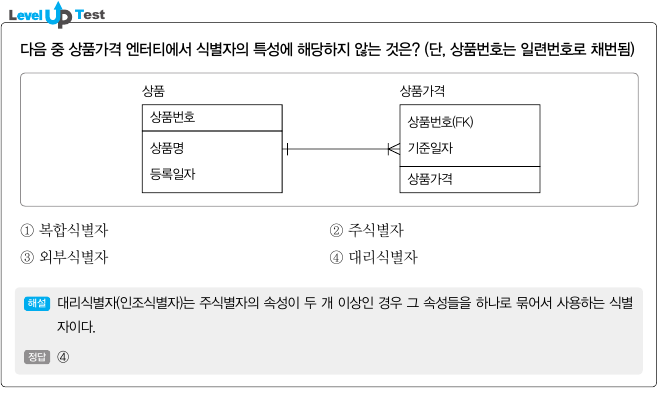 Level Up Test
다음 중 상품가격 엔터티에서 식별자의 특성에 해당하지 않는 것은? (단, 상품번호는 일련번호로 채번됨)
상품
상품번호
상품명
등록일자
상품가격
상품번호(FK)
기준일자
상품가격
① 복합식별자
② 주식별자
③ 외부식별자
④ 대리식별자
해설 대리식별자(인조식별자)는 주식별자의 속성이 두 개 이상인 경우 그 속성들을 하나로 묶어서 사용하는 식별
자이다.
정답 ④